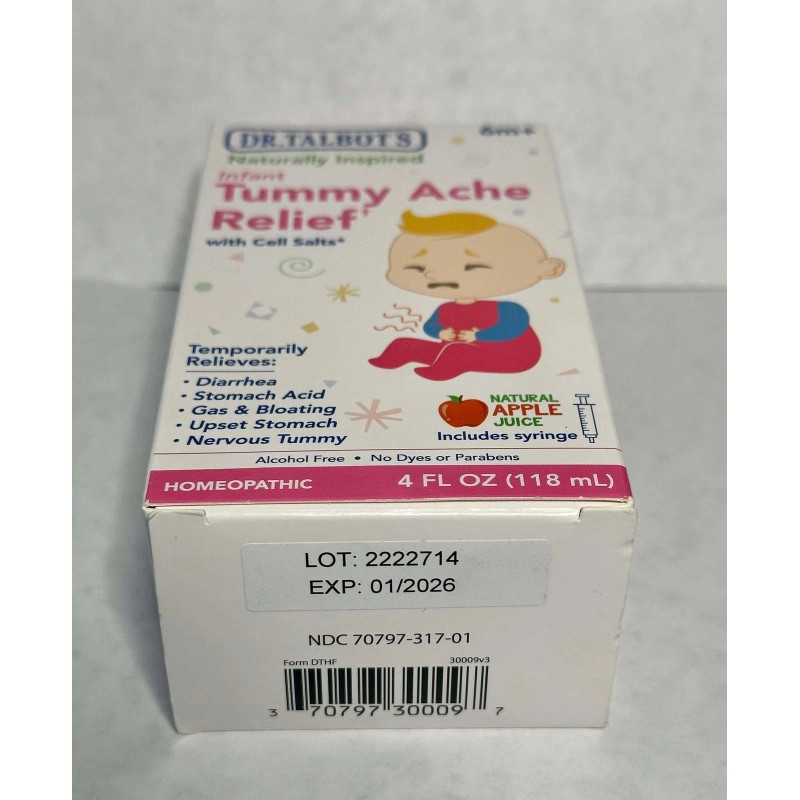 DR. TALBOT'S
6m+
Naturally Inspired
Infant
Tummy Ache
Relief†
with Cell Salts*
Temporarily
Relieves:
• Diarrhea
• Stomach Acid
• Gas & Bloating
• Upset Stomach
• Nervous Tummy
NATURAL
APPLE
JUICE
Includes syringe
Alcohol Free • No Dyes or Parabens
HOMEOPATHIC 4 FL OZ (118 mL)
LOT: 2222714
EXP: 01/2026
NDC 70797-317-01
Form DTHF 30009v3
3 70797 30009 7